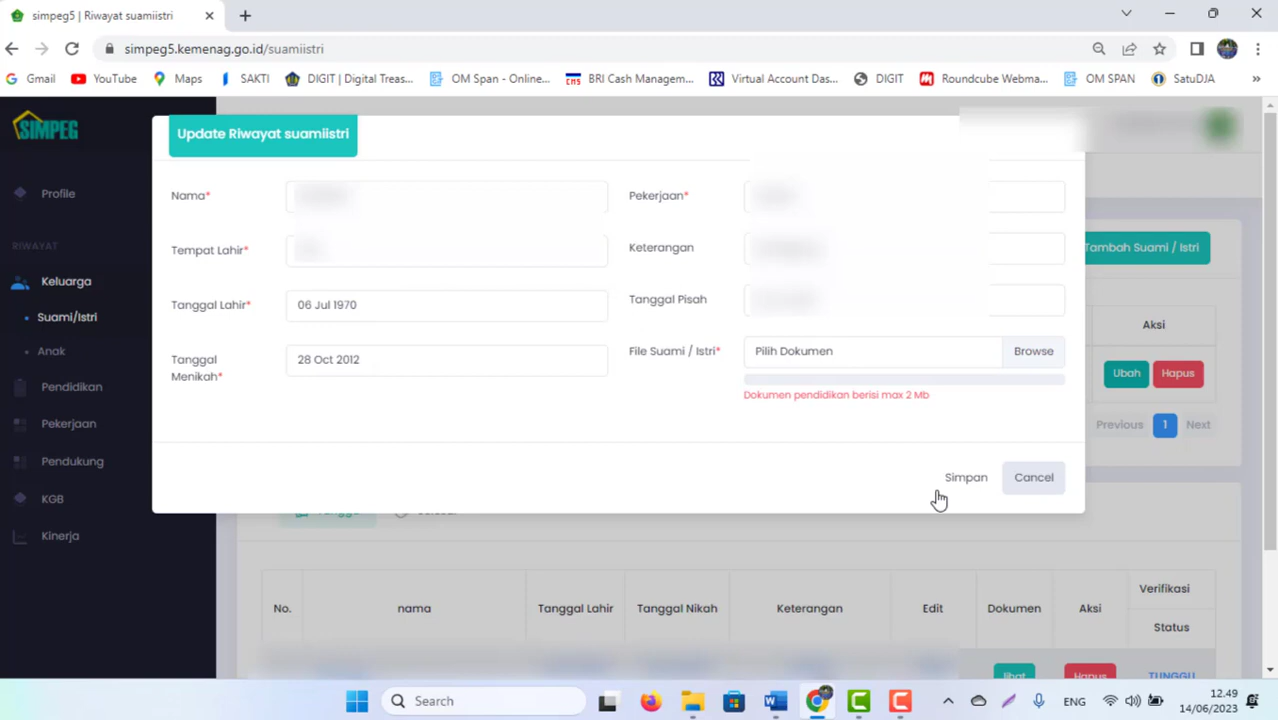 simpeg5 | Riwayat suamiistri
simpeg5.kemenag.go.id/suamiistri
Gmail YouTube Maps SAKTI DIGIT | Digital Treas... OM Span - Online... BRI Cash Managem... Virtual Account Das... DIGIT Roundcube Webma... OM SPAN SatuDJA »
SIMPEG
Profile
RIWAYAT
Keluarga
Suami/Istri
Anak
Pendidikan
Pekerjaan
Pendukung
KGB
Kinerja
Update Riwayat suamiistri
Nama*
Tempat Lahir*
Tanggal Lahir* 06 Jul 1970
Tanggal
Menikah*
28 Oct 2012
Pekerjaan*
Keterangan
Tanggal Pisah
File Suami / Istri* Pilih Dokumen Browse
Dokumen pendidikan berisi max 2 Mb
Simpan Cancel
Tambah Suami / Istri
Aksi
Ubah Hapus
Previous 1 Next
No. nama Tanggal Lahir Tanggal Nikah Keterangan Edit Dokumen Aksi Verifikasi
Status
lihat Hapus TUNGGU
Search
ENG
12.49
14/06/2023